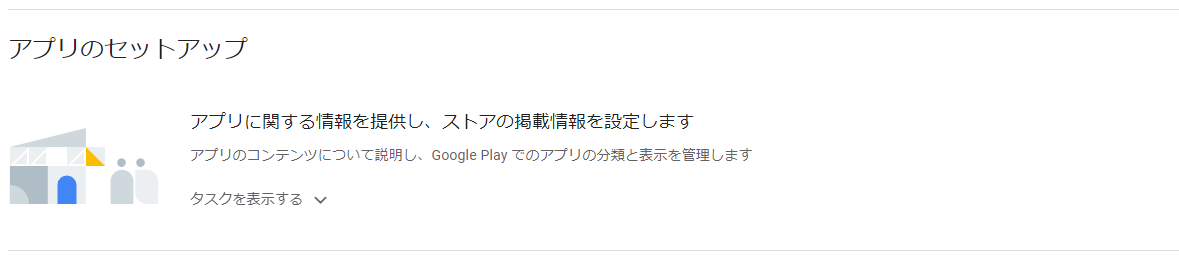 アプリのセットアップ
アプリに関する情報を提供し、ストアの掲載情報を設定します
アプリのコンテンツについて説明し、Google Play でのアプリの分類と表示を管理します
タスクを表示する